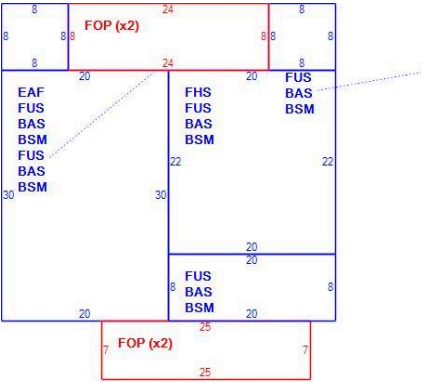 8 24 8
8 8 8 FOP (x2) 8 8 8
8 24 8
20 20 FUS
EAF FHS BAS
FUS FUS BSM
BAS BAS
BSM BSM
FUS
BAS
BSM
22 22
30 30
20
20
FUS
BAS
BSM
8 8
20 20
25
FOP (x2)
7 7
25